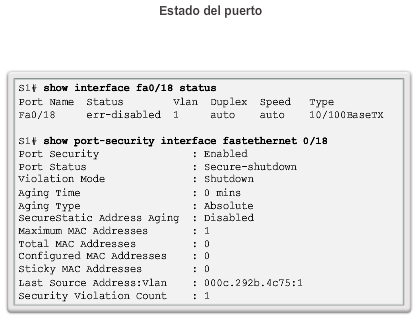 Estado del puerto
S1# show interface fa0/18 status
Port Name Status Vlan Duplex Speed Type
Fa0/18 err-disabled 1 auto auto 10/100BaseTX
S1# show port-security interface fastethernet 0/18
Port Security : Enabled
Port Status : Secure-shutdown
Violation Mode : Shutdown
Aging Time : 0 mins
Aging Type : Absolute
SecureStatic Address Aging : Disabled
Maximum MAC Addresses : 1
Total MAC Addresses : 0
Configured MAC Addresses : 0
Sticky MAC Addresses : 0
Last Source Address:Vlan : 000c.292b.4c75:1
Security Violation Count : 1